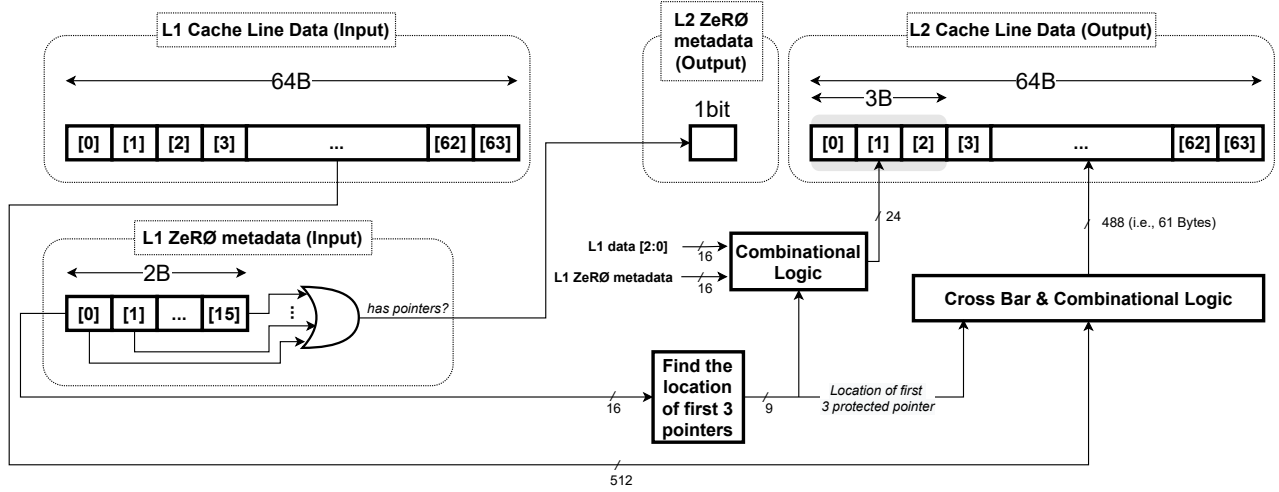 L1 Cache Line Data (Input)
64B
[0] [1] [2] [3] ... [62] [63]
L2 ZeRØ
metadata
(Output)
1bit
L2 Cache Line Data (Output)
64B
3B
[0] [1] [2] [3] ... [62] [63]
L1 ZeRØ metadata (Input)
2B
[0] [1] ... [15]
...
has pointers?
L1 data [2:0]
16
L1 ZeRØ metadata
16
Combinational
Logic
24
488 (i.e., 61 Bytes)
Cross Bar & Combinational Logic
16
Find the
location
of first 3
pointers
9
Location of first
3 protected pointer
512